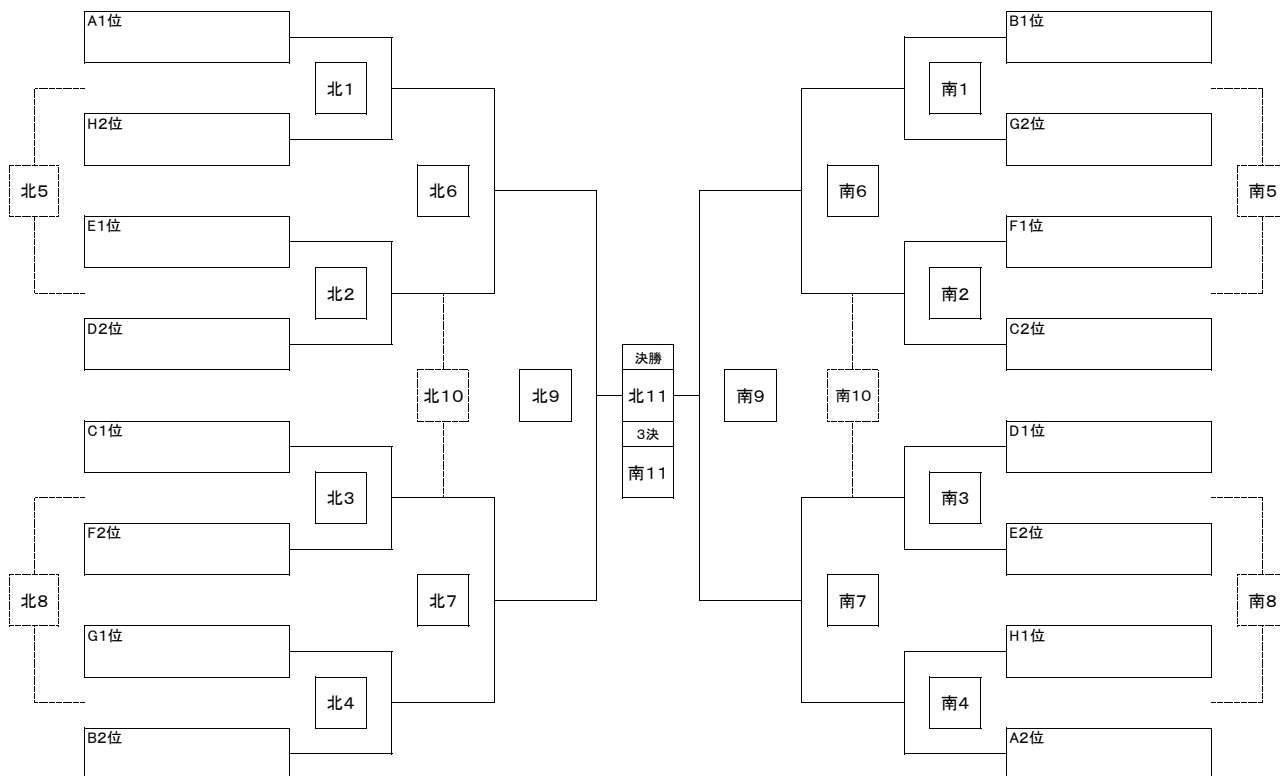 A1位
北1
H2位
北5
北6
E1位
北2
D2位
北10
北9
C1位
北3
F2位
北8
北7
G1位
北4
B2位
決勝
北11
3決
南11
B1位
南1
G2位
南6
南5
F1位
南2
C2位
南9
南10
D1位
南3
E2位
南7
南8
H1位
南4
A2位